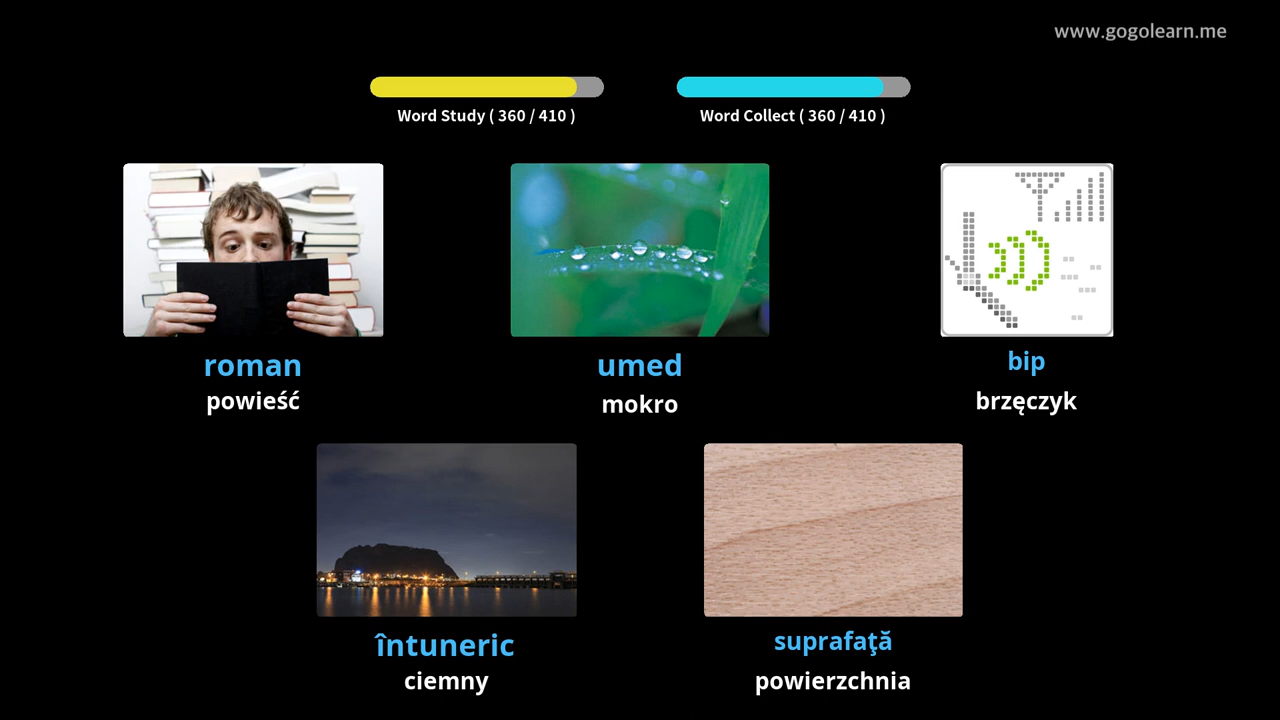 www.gogolearn.me
Word Study ( 360 / 410 )
Word Collect ( 360 / 410 )
roman
powieść
umed
mokro
bip
brzęczyk
întuneric
ciemny
suprafaţă
powierzchnia